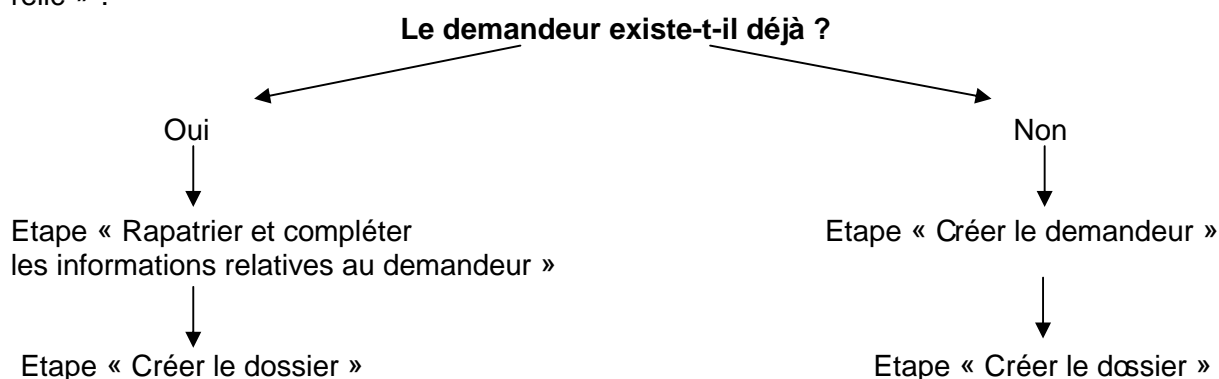 Le demandeur existe-t-il déjà ?
Oui
Non
Etape « Rapatrier et compléter
les informations relatives au demandeur »
Etape « Créer le demandeur »
Etape « Créer le dossier »
Etape « Créer le dossier »